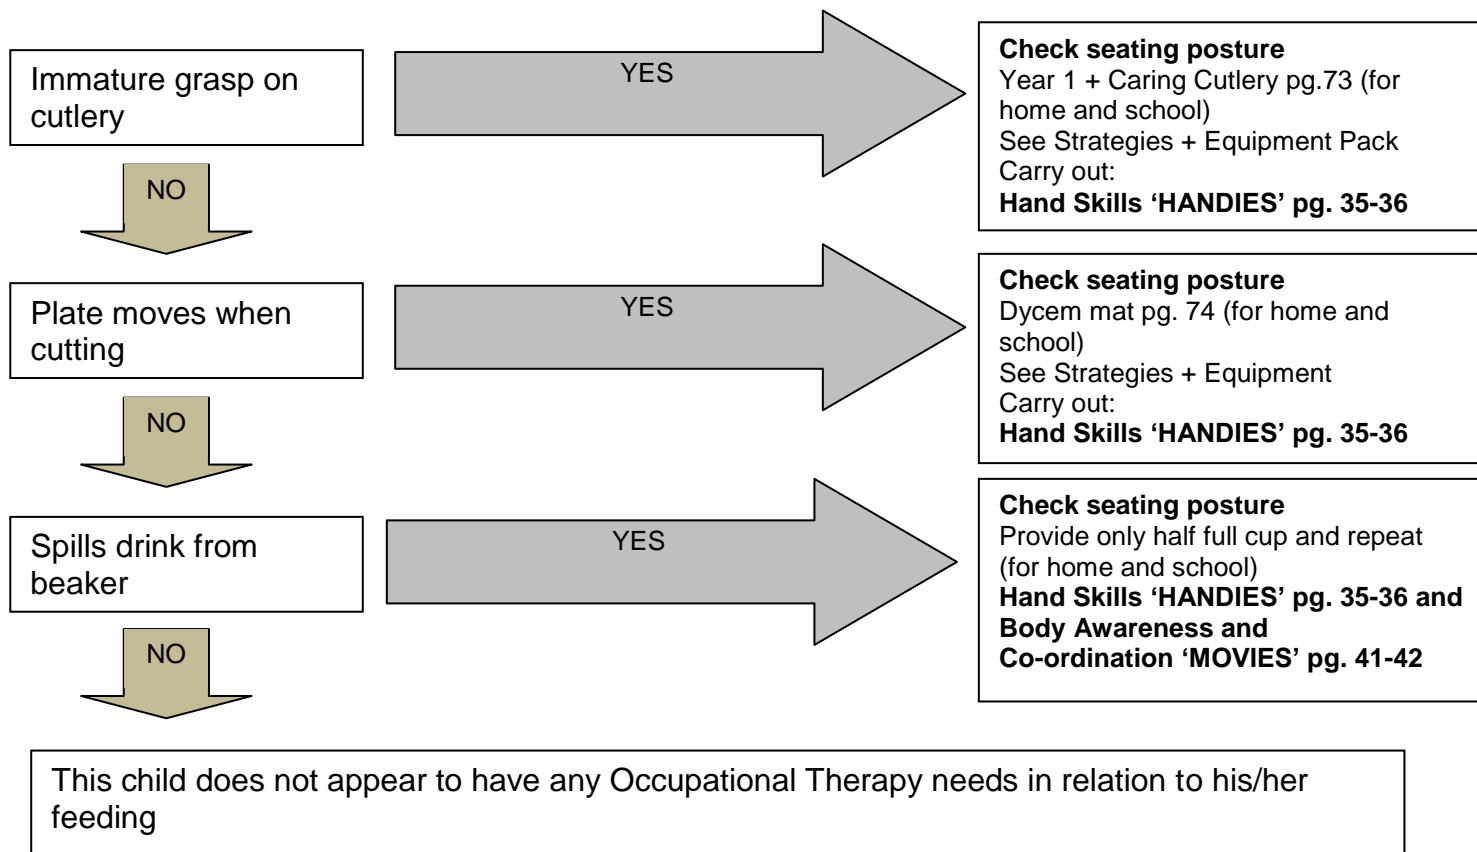 Immature grasp on
cutlery
YES
Check seating posture
Year 1 + Caring Cutlery pg.73 (for
home and school)
See Strategies + Equipment Pack
Carry out:
Hand Skills ‘HANDIES’ pg. 35-36
NO
Plate moves when
cutting
YES
Check seating posture
Dycem mat pg. 74 (for home and
school)
See Strategies + Equipment
Carry out:
Hand Skills ‘HANDIES’ pg. 35-36
NO
Spills drink from
beaker
YES
Check seating posture
Provide only half full cup and repeat
(for home and school)
Hand Skills ‘HANDIES’ pg. 35-36 and
Body Awareness and
Co-ordination ‘MOVIES’ pg. 41-42
NO
This child does not appear to have any Occupational Therapy needs in relation to his/her
feeding